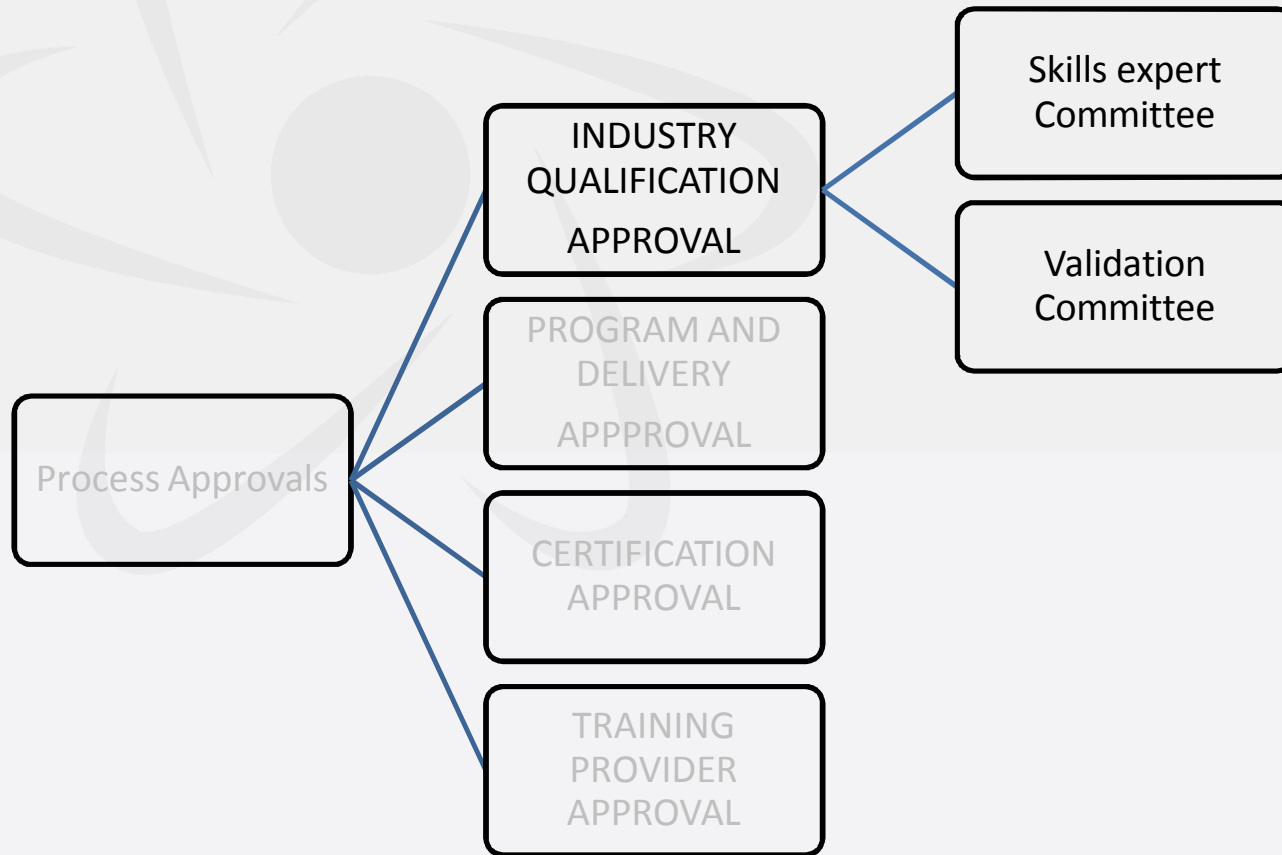 Process Approvals
INDUSTRY
QUALIFICATION
APPROVAL
PROGRAM AND
DELIVERY
APPPROVAL
CERTIFICATION
APPROVAL
TRAINING
PROVIDER
APPROVAL
Skills expert
Committee
Validation
Committee